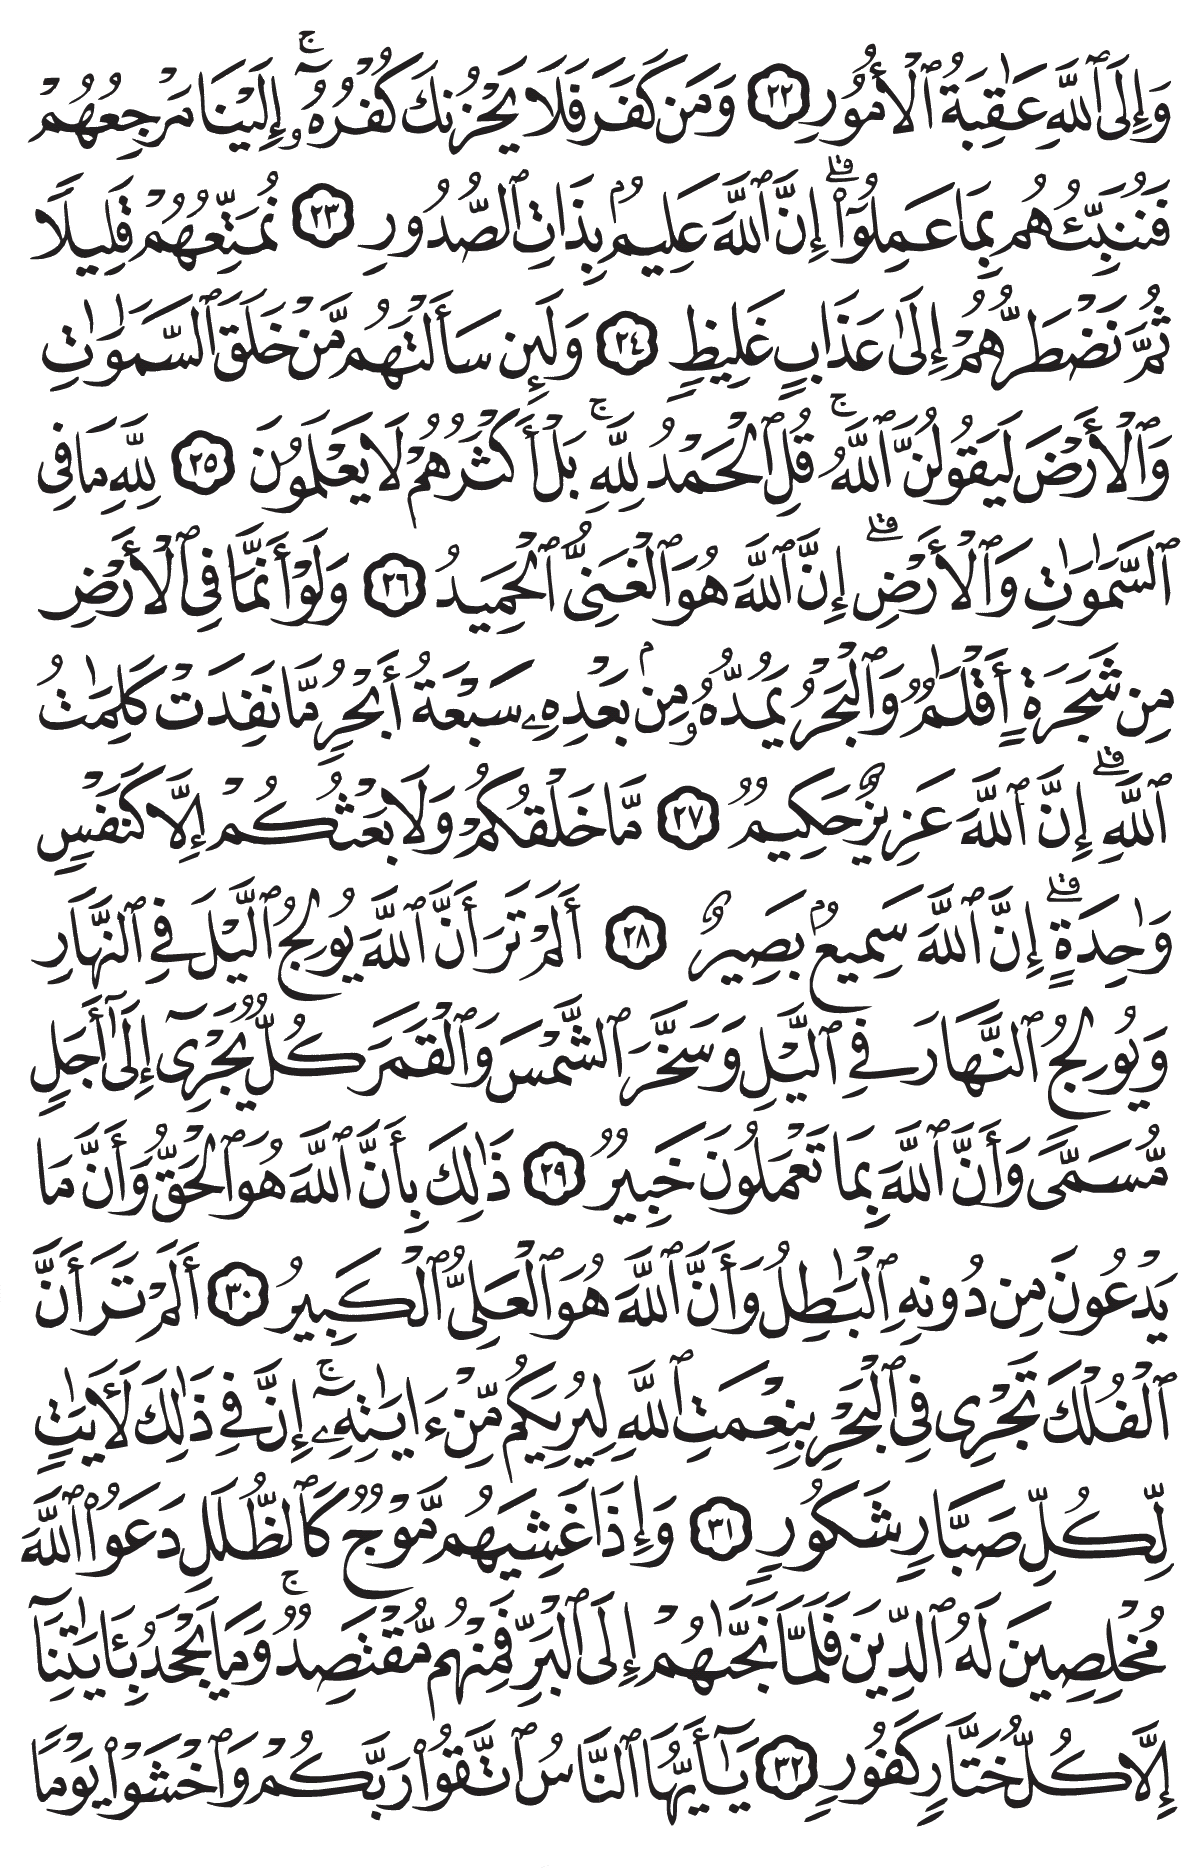 وَإِلَى ٱللَّهِ عَٰقِبَةُ ٱلْأُمُورِ ٢٢ وَمَن كَفَرَ فَلَا يَحْزُنكَ كُفْرُهُۥٓ ۚ إِلَيْنَا مَرْجِعُهُمْ
فَنُنَبِّئُهُم بِمَا عَمِلُوٓا۟ ۗ إِنَّ ٱللَّهَ عَلِيمٌۢ بِذَاتِ ٱلصُّدُورِ ٢٣ نُمَتِّعُهُمْ قَلِيلًا
ثُمَّ نَضْطَرُّهُمْ إِلَىٰ عَذَابٍ غَلِيظٍ ٢٤ وَلَئِن سَأَلْتَهُم مَّنْ خَلَقَ ٱلسَّمَٰوَٰتِ
وَٱلْأَرْضَ لَيَقُولُنَّ ٱللَّهُ ۚ قُلِ ٱلْحَمْدُ لِلَّهِ ۚ بَلْ أَكْثَرُهُمْ لَا يَعْلَمُونَ ٢٥ لِلَّهِ مَا فِى
ٱلسَّمَٰوَٰتِ وَٱلْأَرْضِ ۗ إِنَّ ٱللَّهَ هُوَ ٱلْغَنِىُّ ٱلْحَمِيدُ ٢٦ وَلَوْ أَنَّمَا فِى ٱلْأَرْضِ
مِن شَجَرَةٍ أَقْلَٰمٌ وَٱلْبَحْرُ يَمُدُّهُۥ مِنۢ بَعْدِهِۦ سَبْعَةُ أَبْحُرٍ مَّا نَفِدَتْ كَلِمَٰتُ
ٱللَّهِ ۗ إِنَّ ٱللَّهَ عَزِيزٌ حَكِيمٌ ٢٧ مَّا خَلْقُكُمْ وَلَا بَعْثُكُمْ إِلَّا كَنَفْسٍ
وَٰحِدَةٍ ۗ إِنَّ ٱللَّهَ سَمِيعٌۢ بَصِيرٌ ٢٨ أَلَمْ تَرَ أَنَّ ٱللَّهَ يُولِجُ ٱلَّيْلَ فِى ٱلنَّهَارِ
وَيُولِجُ ٱلنَّهَارَ فِى ٱلَّيْلِ وَسَخَّرَ ٱلشَّمْسَ وَٱلْقَمَرَ كُلٌّ يَجْرِىٓ إِلَىٰٓ أَجَلٍ
مُّسَمًّى وَأَنَّ ٱللَّهَ بِمَا تَعْمَلُونَ خَبِيرٌ ٢٩ ذَٰلِكَ بِأَنَّ ٱللَّهَ هُوَ ٱلْحَقُّ وَأَنَّ مَا
يَدْعُونَ مِن دُونِهِ ٱلْبَٰطِلُ وَأَنَّ ٱللَّهَ هُوَ ٱلْعَلِىُّ ٱلْكَبِيرُ ٣٠ أَلَمْ تَرَ أَنَّ
ٱلْفُلْكَ تَجْرِى فِى ٱلْبَحْرِ بِنِعْمَتِ ٱللَّهِ لِيُرِيَكُم مِّنْ ءَايَٰتِهِۦٓ ۚ إِنَّ فِى ذَٰلِكَ لَءَايَٰتٍ
لِّكُلِّ صَبَّارٍ شَكُورٍ ٣١ وَإِذَا غَشِيَهُم مَّوْجٌ كَٱلظُّلَلِ دَعَوُا۟ ٱللَّهَ
مُخْلِصِينَ لَهُ ٱلدِّينَ فَلَمَّا نَجَّىٰهُمْ إِلَى ٱلْبَرِّ فَمِنْهُم مُّقْتَصِدٌ ۚ وَمَا يَجْحَدُ بِـَٔايَٰتِنَآ
إِلَّا كُلُّ خَتَّارٍ كَفُورٍ ٣٢ يَٰٓأَيُّهَا ٱلنَّاسُ ٱتَّقُوا۟ رَبَّكُمْ وَٱخْشَوْا۟ يَوْمًا